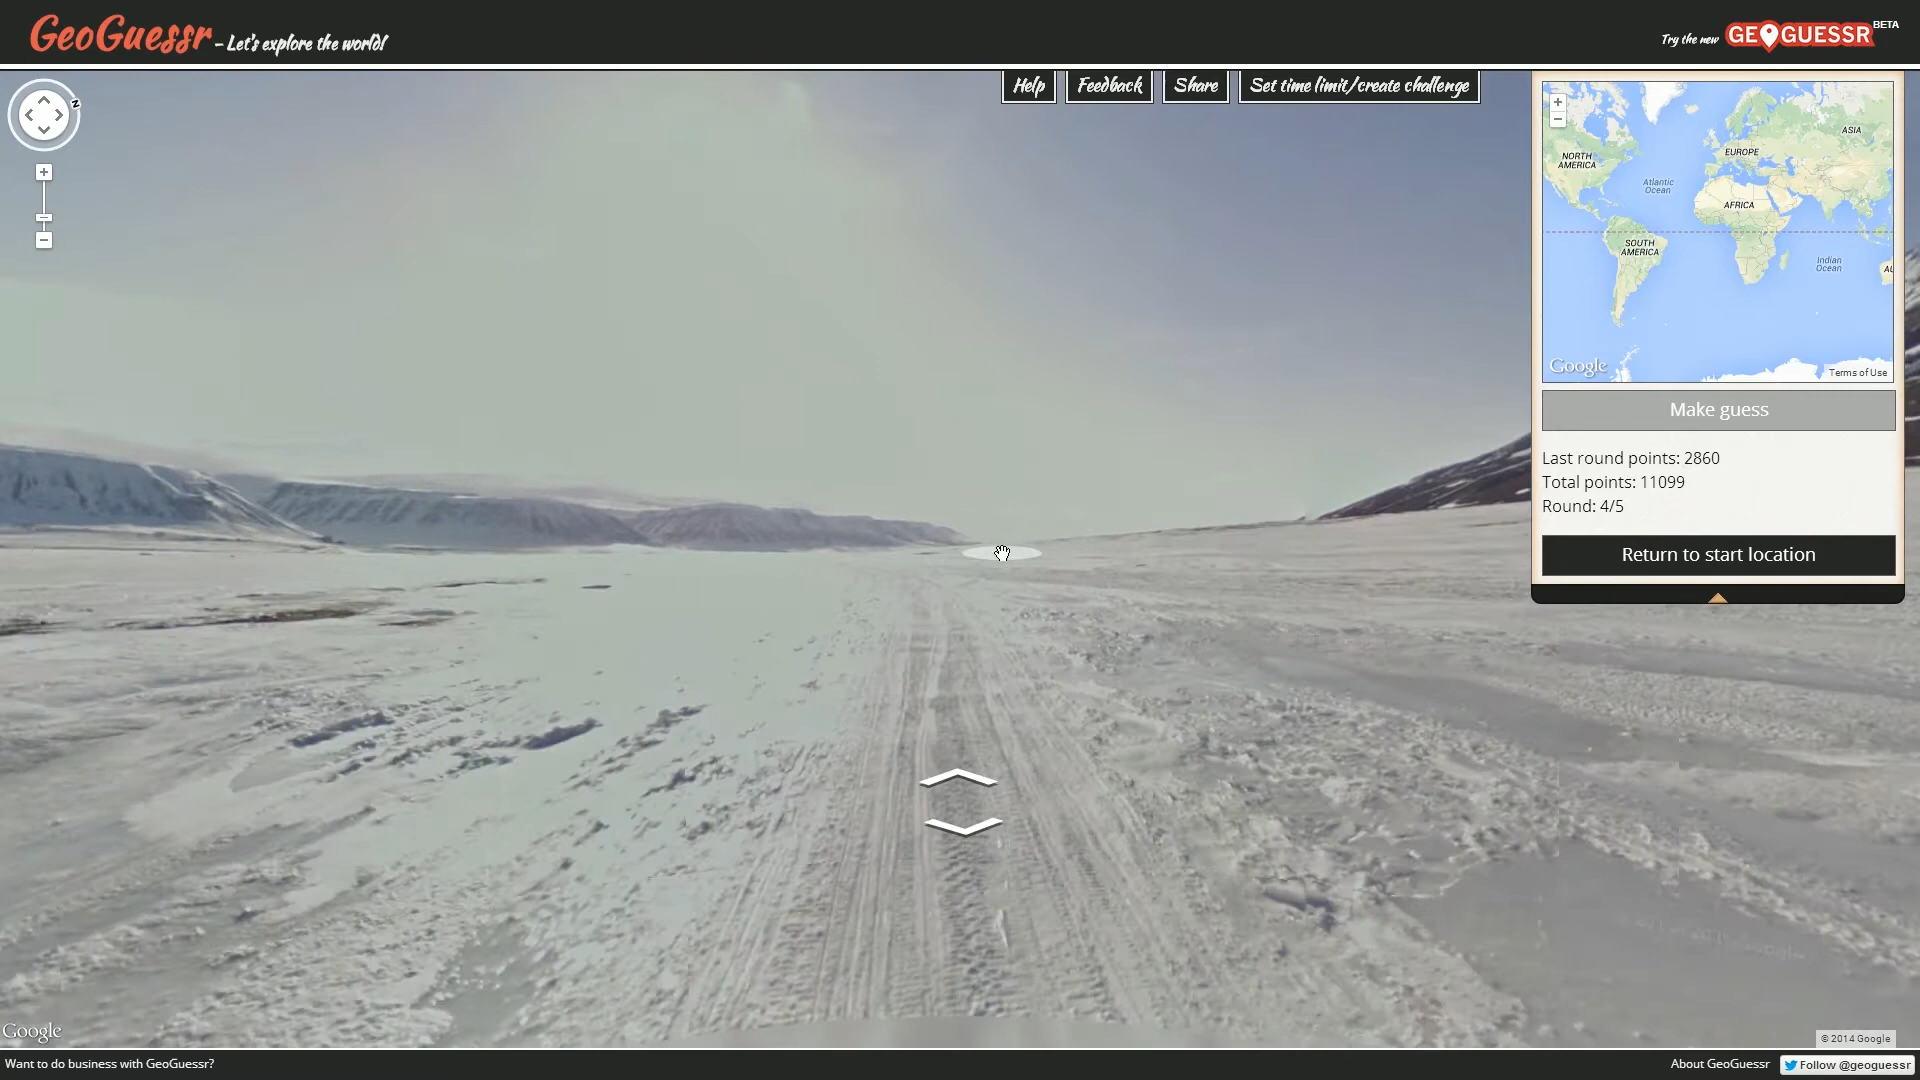 GeoGuessr – Let's explore the world!
Try the new GEOGUESSR BETA
N
Help
Feedback
Share
Set time limit/create challenge
+
−
+
−
NORTH AMERICA
Atlantic Ocean
EUROPE
ASIA
AFRICA
SOUTH AMERICA
Indian Ocean
AU
Google
Terms of Use
Make guess
Last round points: 2860
Total points: 11099
Round: 4/5
Return to start location
Google
© 2014 Google
Want to do business with GeoGuessr?
About GeoGuessr
Follow @geoguessr